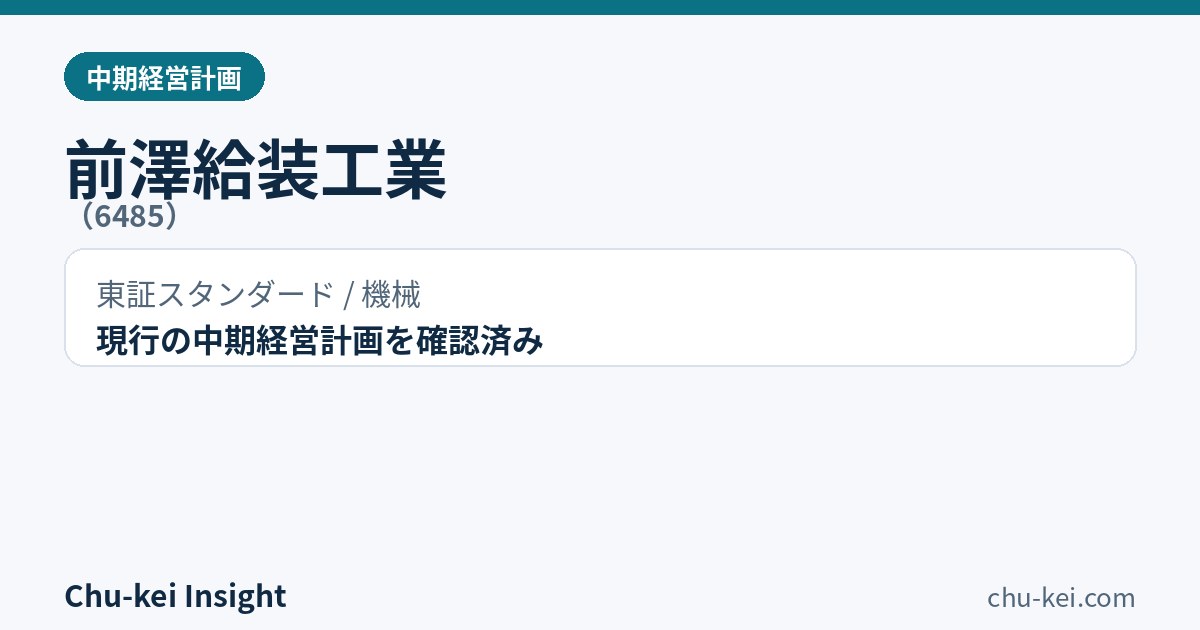 中期経営計画
前澤給装工業
（6485）
東証スタンダード / 機械
現行の中期経営計画を確認済み
Chu-kei Insight
chu-kei.com